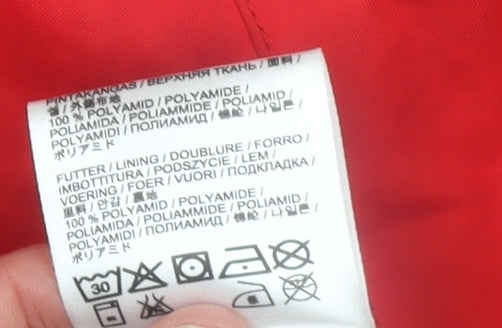 PINTAKANGAS / ВЕРХНЯЯ ТКАНЬ / 面料 /
겉 / 外側布地
100 % POLYAMID / POLYAMIDE /
POLIAMIDA / POLIAMMIDE / POLIAMID /
POLYAMIDI / ПОЛИАМИД / 锦纶 / 나일론 /
ポリアミド
FUTTER / LINING / DOUBLURE / FORRO /
IMBOTTITURA / PODSZYCIE / LEM /
VOERING / FOER / VUORI / ПОДКЛАДКА /
里料 / 안감 / 裏地
100 % POLYAMID / POLYAMIDE /
POLIAMIDA / POLIAMMIDE / POLIAMID /
POLYAMIDI / ПОЛИАМИД / 锦纶 / 나일론 /
ポリアミド
30